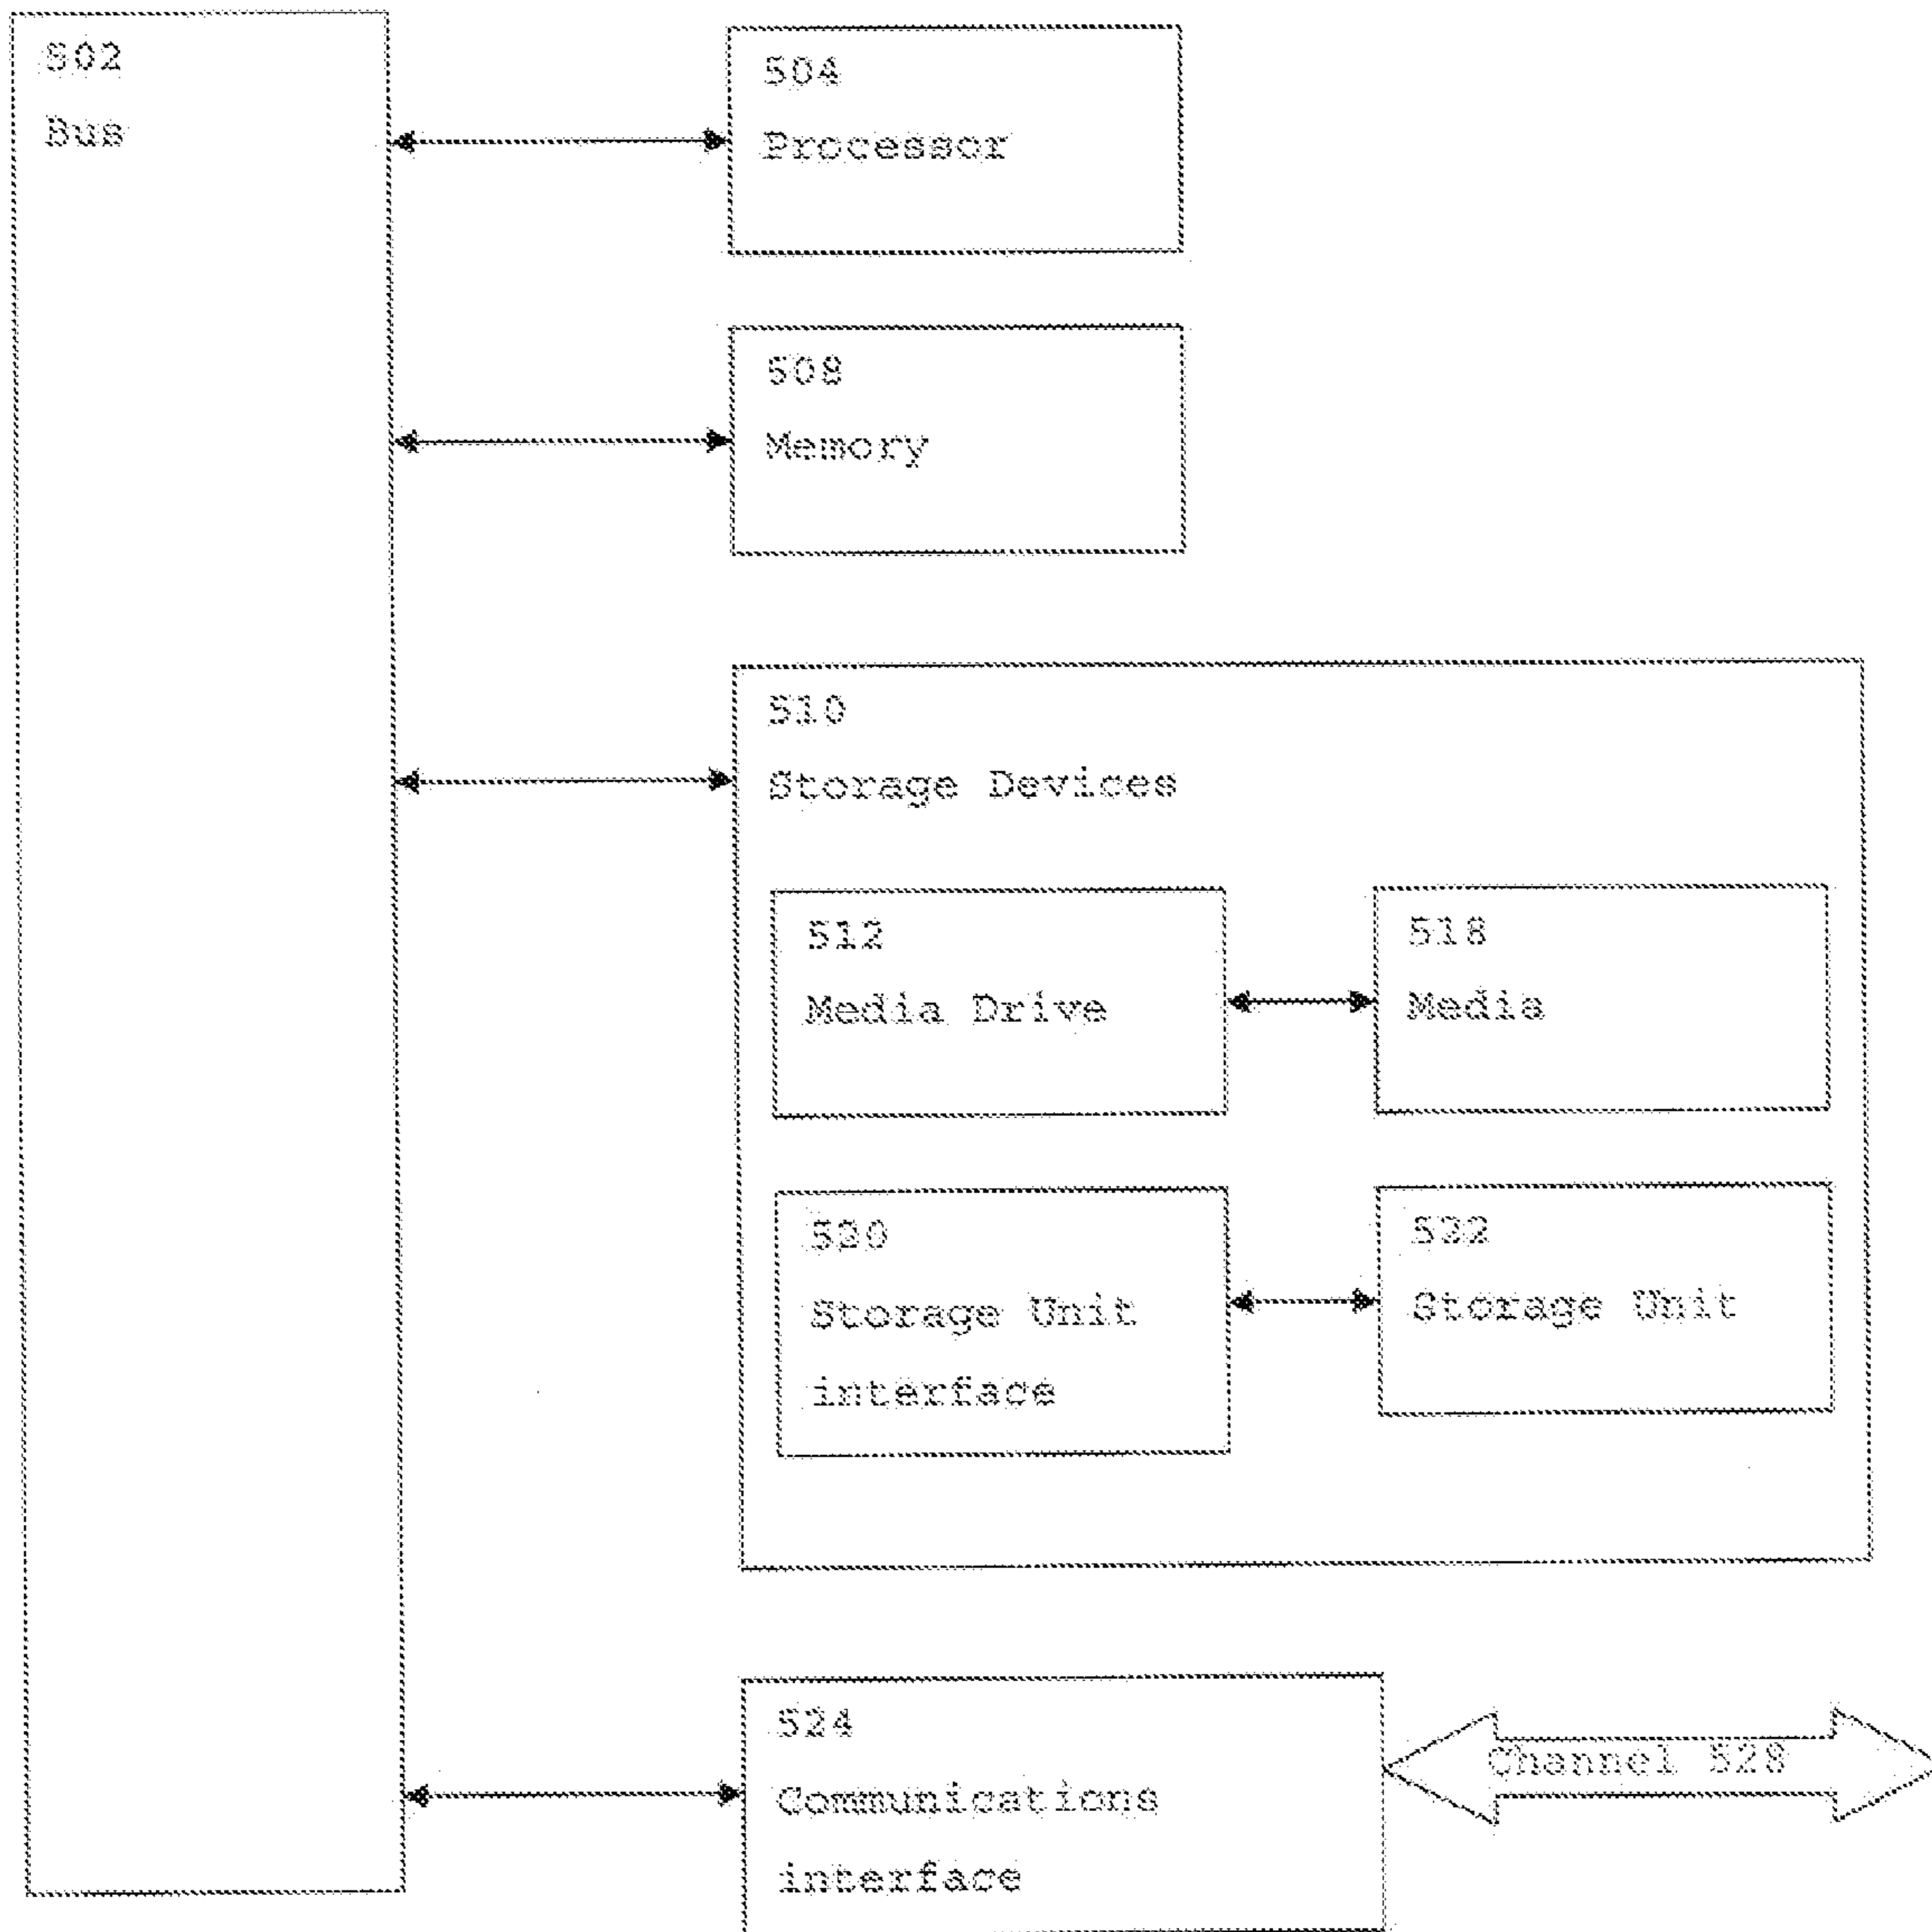 502
Bus
504
Processor
508
Memory
510
Storage Devices
512
Media Drive
518
Media
520
Storage Unit
interface
522
Storage Unit
524
Communications
interface
Channel 528